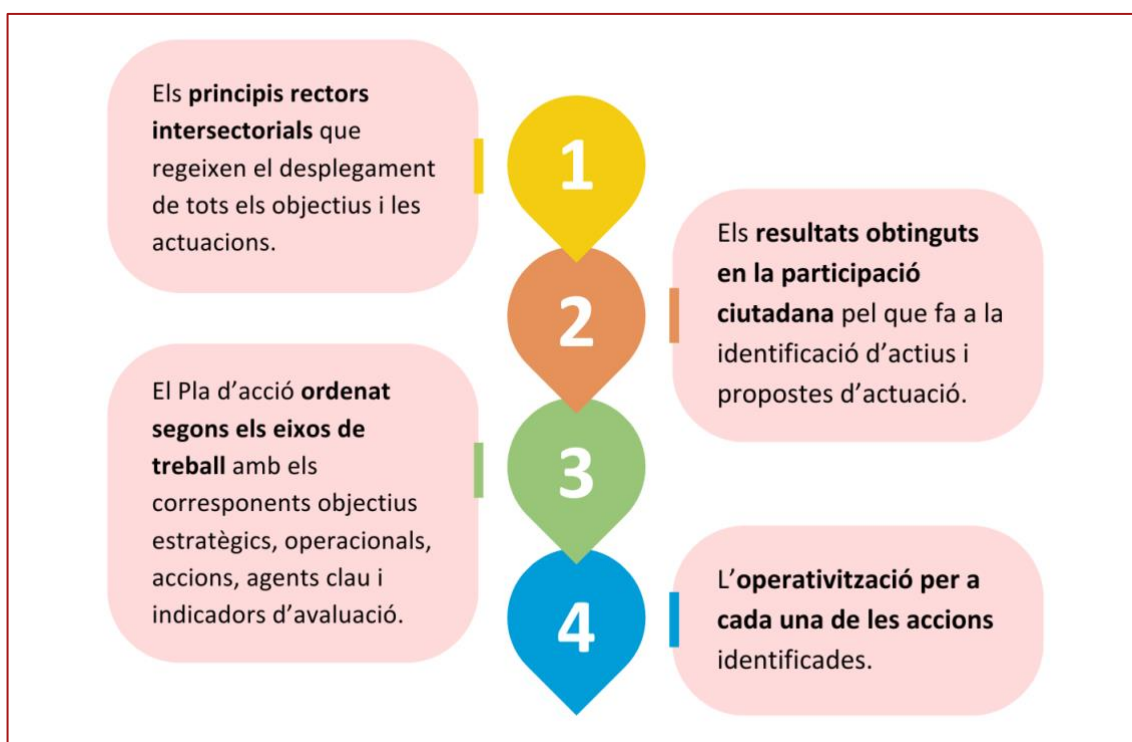 Els principis rectors
intersectorials que
regeixen el desplegament
de tots els objectius i les
actuacions.
1
2
Els resultats obtinguts
en la participació
ciutadana pel que fa a la
identificació d’actius i
propostes d’actuació.
El Pla d’acció ordenat
segons els eixos de
treball amb els
corresponents objectius
estratègics, operacionals,
accions, agents clau i
indicadors d’avaluació.
3
4
L’operativització per a
cada una de les accions
identificades.